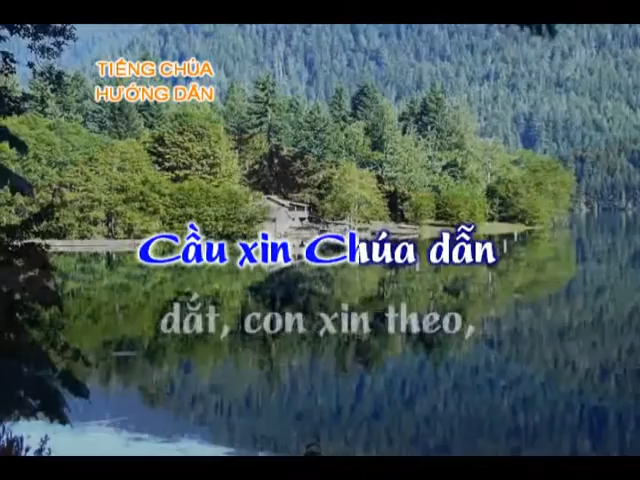 TIẾNG CHÚA
HƯỚNG DẪN
Cầu xin Chúa dẫn
dắt, con xin theo,